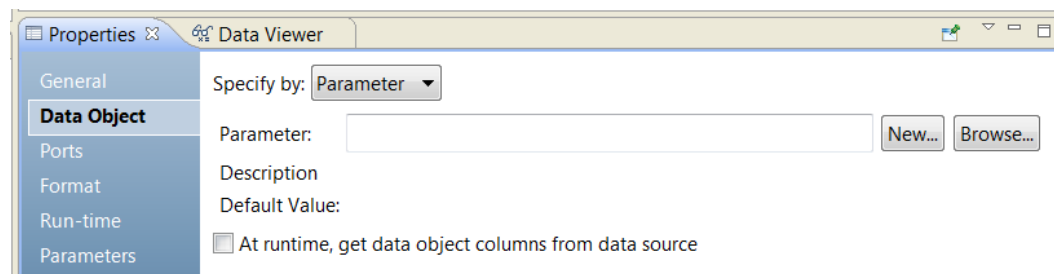 Properties Data Viewer
General
Data Object
Ports
Format
Run-time
Parameters
Specify by: Parameter
Parameter: New... Browse...
Description
Default Value:
At runtime, get data object columns from data source